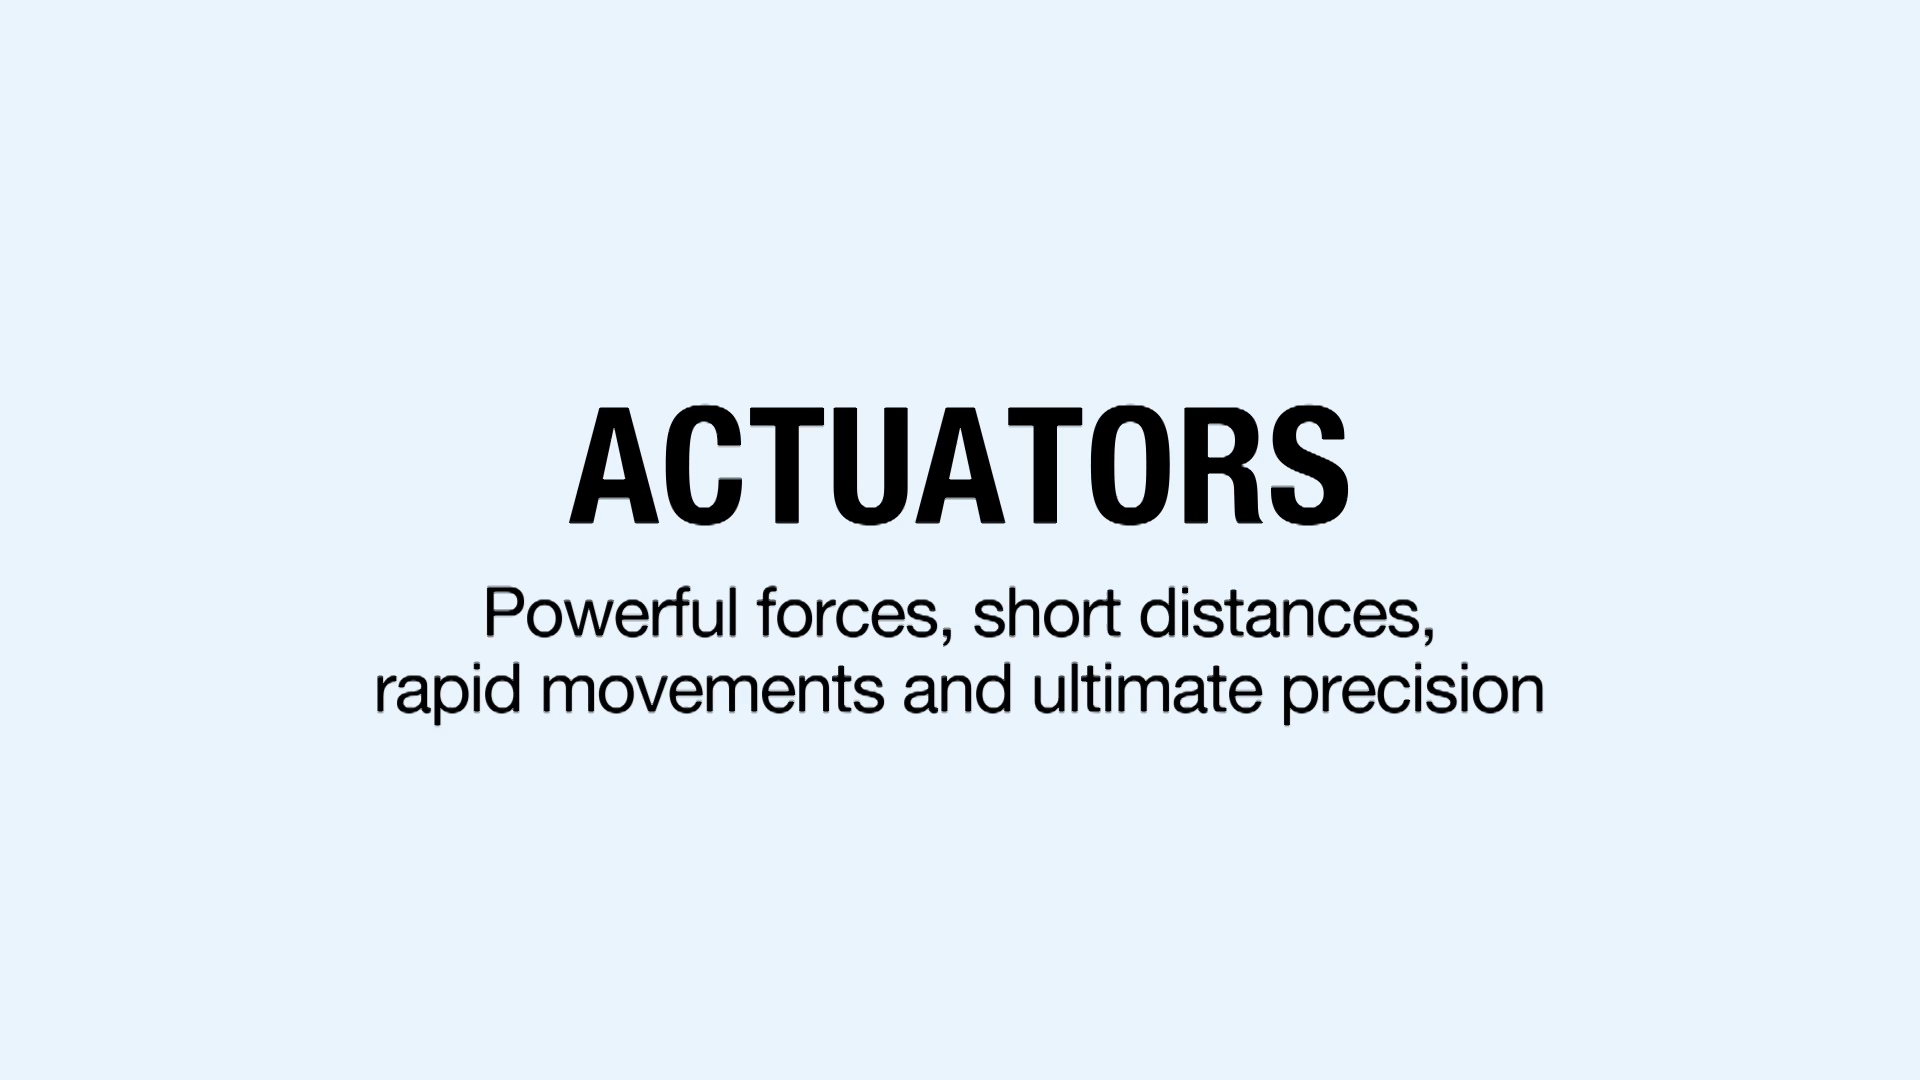 ACTUATORS
Powerful forces, short distances,
rapid movements and ultimate precision